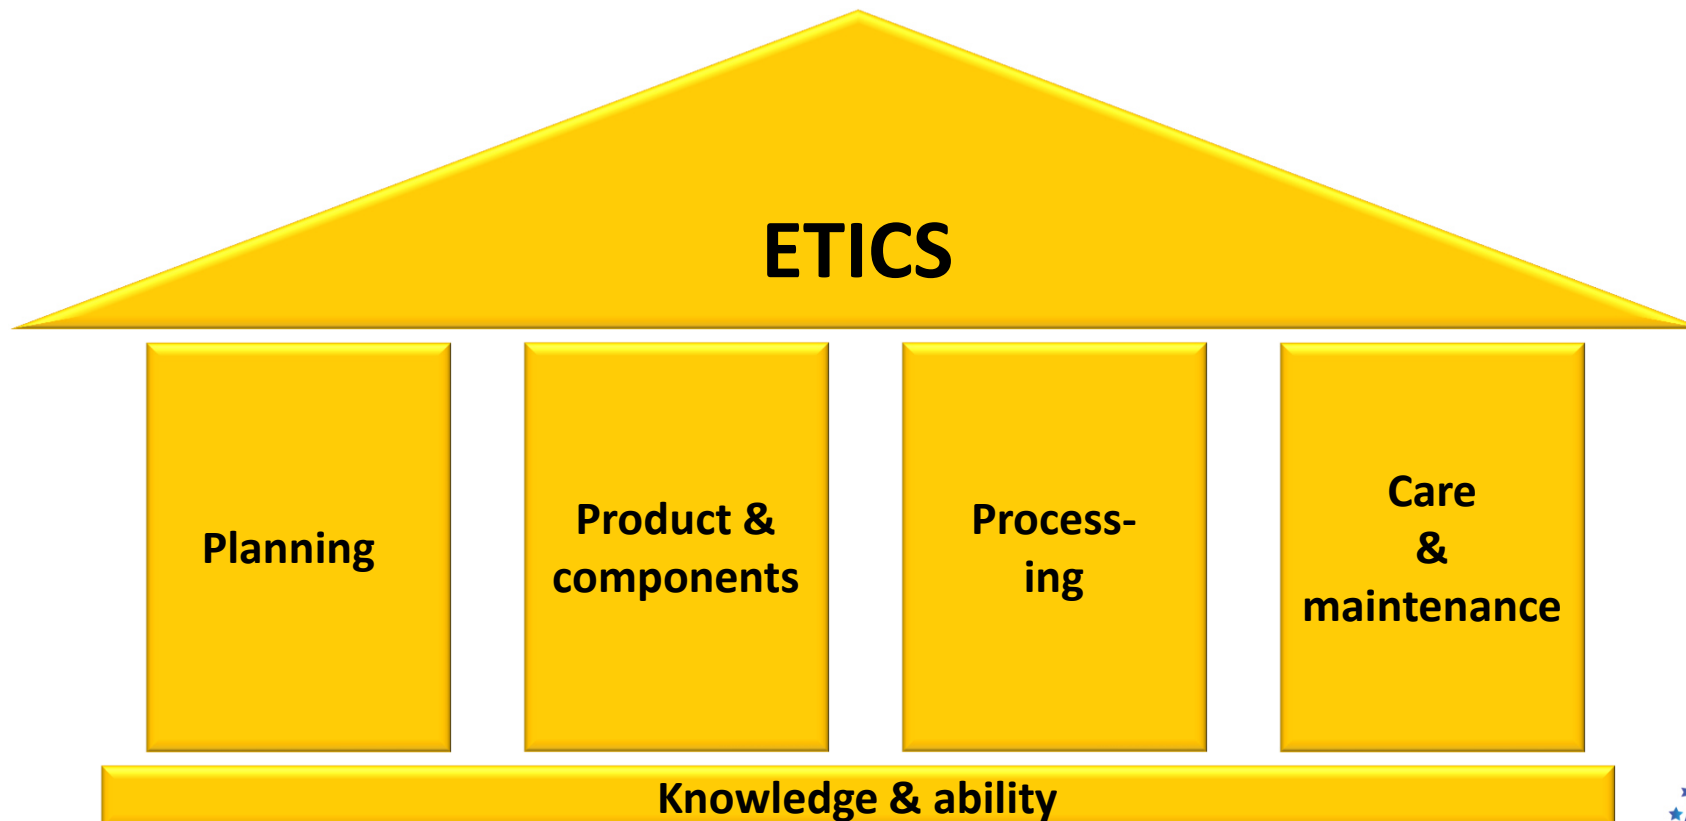 ETICS
Planning
Product &
components
Process-
ing
Care
&
maintenance
Knowledge & ability